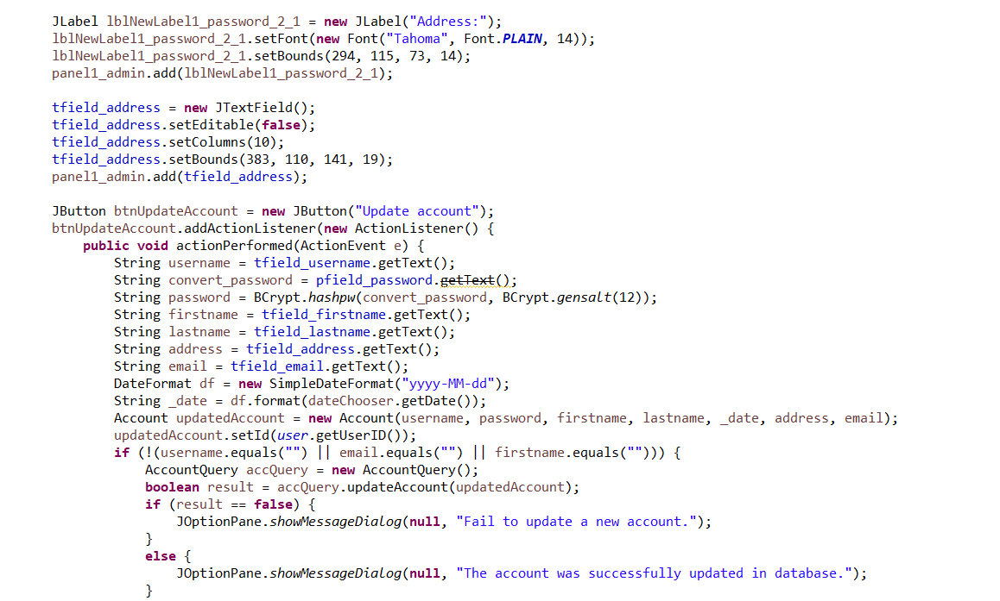 JLabel lblNewLabel1_password_2_1 = new JLabel("Address:");
lblNewLabel1_password_2_1.setFont(new Font("Tahoma", Font.PLAIN, 14));
lblNewLabel1_password_2_1.setBounds(294, 115, 73, 14);
panel1_admin.add(lblNewLabel1_password_2_1);

tfield_address = new JTextField();
tfield_address.setEditable(false);
tfield_address.setColumns(10);
tfield_address.setBounds(383, 110, 141, 19);
panel1_admin.add(tfield_address);

JButton btnUpdateAccount = new JButton("Update account");
btnUpdateAccount.addActionListener(new ActionListener() {
    public void actionPerformed(ActionEvent e) {
        String username = tfield_username.getText();
        String convert_password = pfield_password.getText();
        String password = BCrypt.hashpw(convert_password, BCrypt.gensalt(12));
        String firstname = tfield_firstname.getText();
        String lastname = tfield_lastname.getText();
        String address = tfield_address.getText();
        String email = tfield_email.getText();
        DateFormat df = new SimpleDateFormat("yyyy-MM-dd");
        String _date = df.format(dateChooser.getDate());
        Account updatedAccount = new Account(username, password, firstname, lastname, _date, address, email);
        updatedAccount.setId(user.getUserID());
        if (!(username.equals("") || email.equals("") || firstname.equals(""))) {
            AccountQuery accQuery = new AccountQuery();
            boolean result = accQuery.updateAccount(updatedAccount);
            if (result == false) {
                JOptionPane.showMessageDialog(null, "Fail to update a new account.");
            }
            else {
                JOptionPane.showMessageDialog(null, "The account was successfully updated in database.");
            }